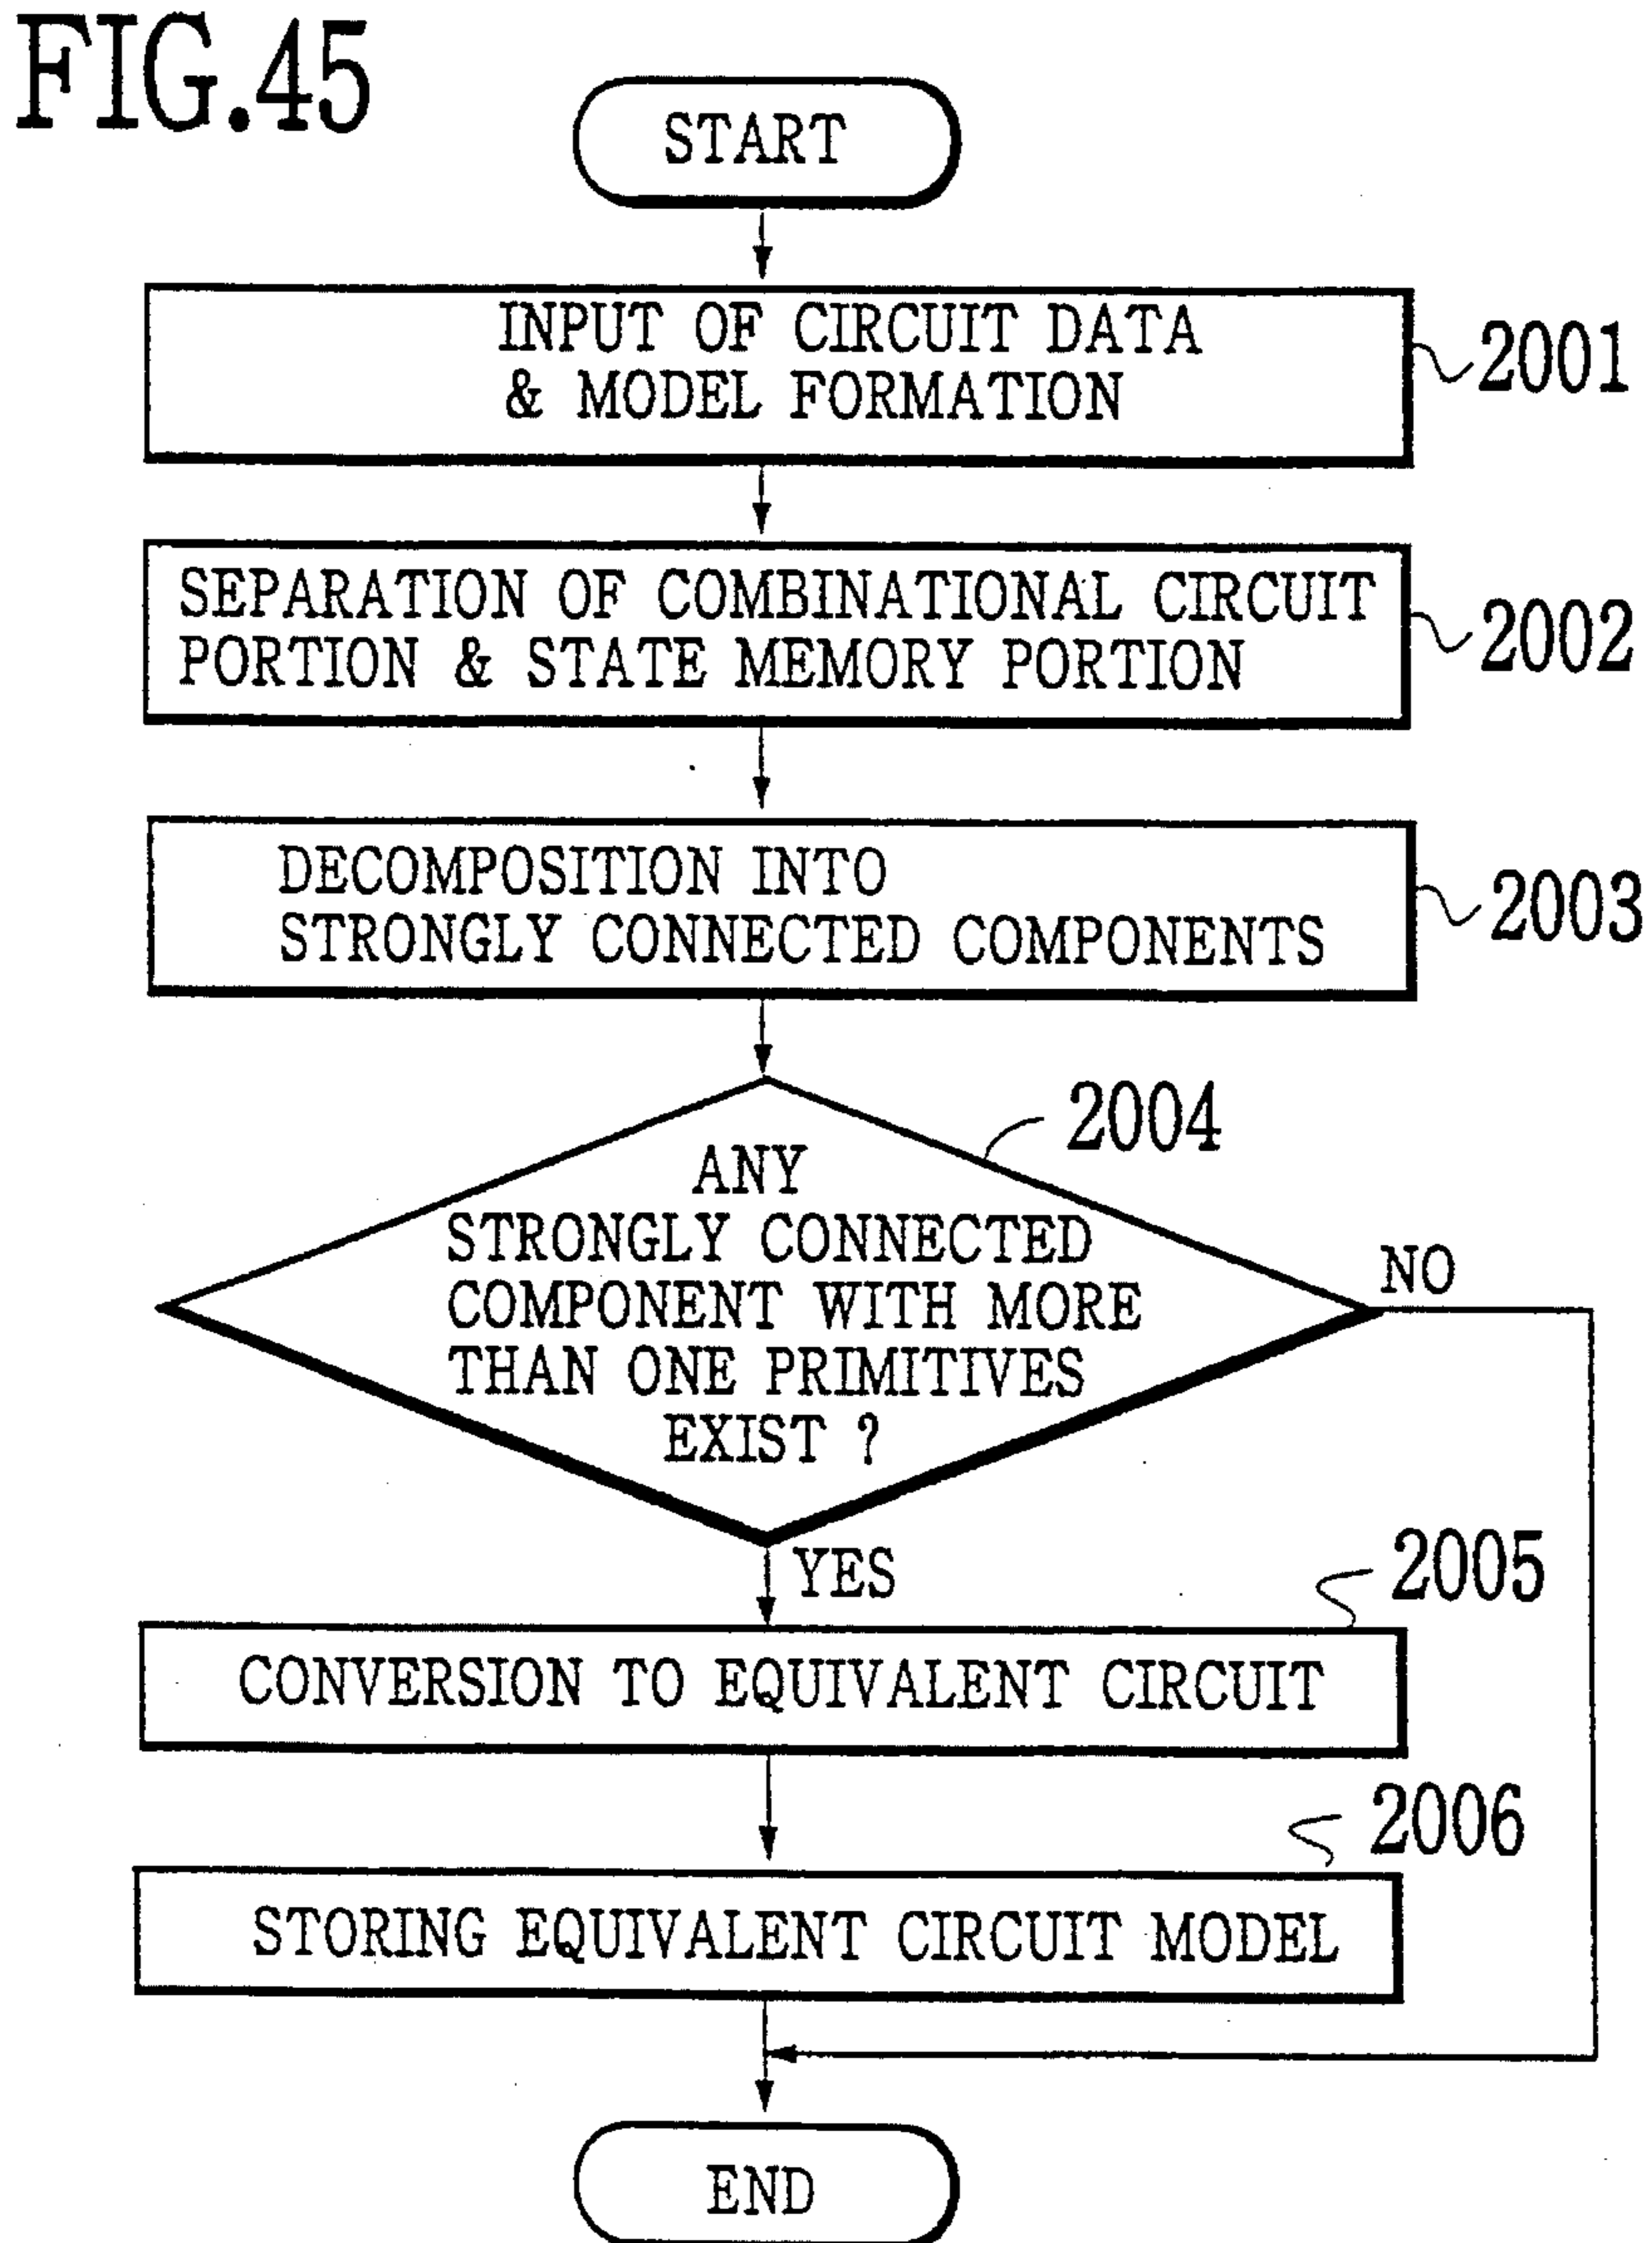 FIG.45
START
INPUT OF CIRCUIT DATA
& MODEL FORMATION
2001
SEPARATION OF COMBINATIONAL CIRCUIT
PORTION & STATE MEMORY PORTION
2002
DECOMPOSITION INTO
STRONGLY CONNECTED COMPONENTS
2003
2004
ANY
STRONGLY CONNECTED
COMPONENT WITH MORE
THAN ONE PRIMITIVES
EXIST ?
NO
YES
2005
CONVERSION TO EQUIVALENT CIRCUIT
2006
STORING EQUIVALENT CIRCUIT MODEL
END